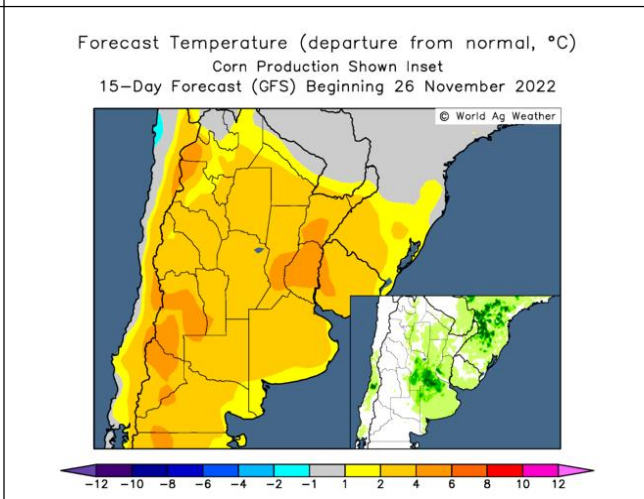 Forecast Temperature (departure from normal, °C)
Corn Production Shown Inset
15-Day Forecast (GFS) Beginning 26 November 2022
© World Ag Weather
-12 -10 -8 -6 -4 -2 -1 1 2 4 6 8 10 12